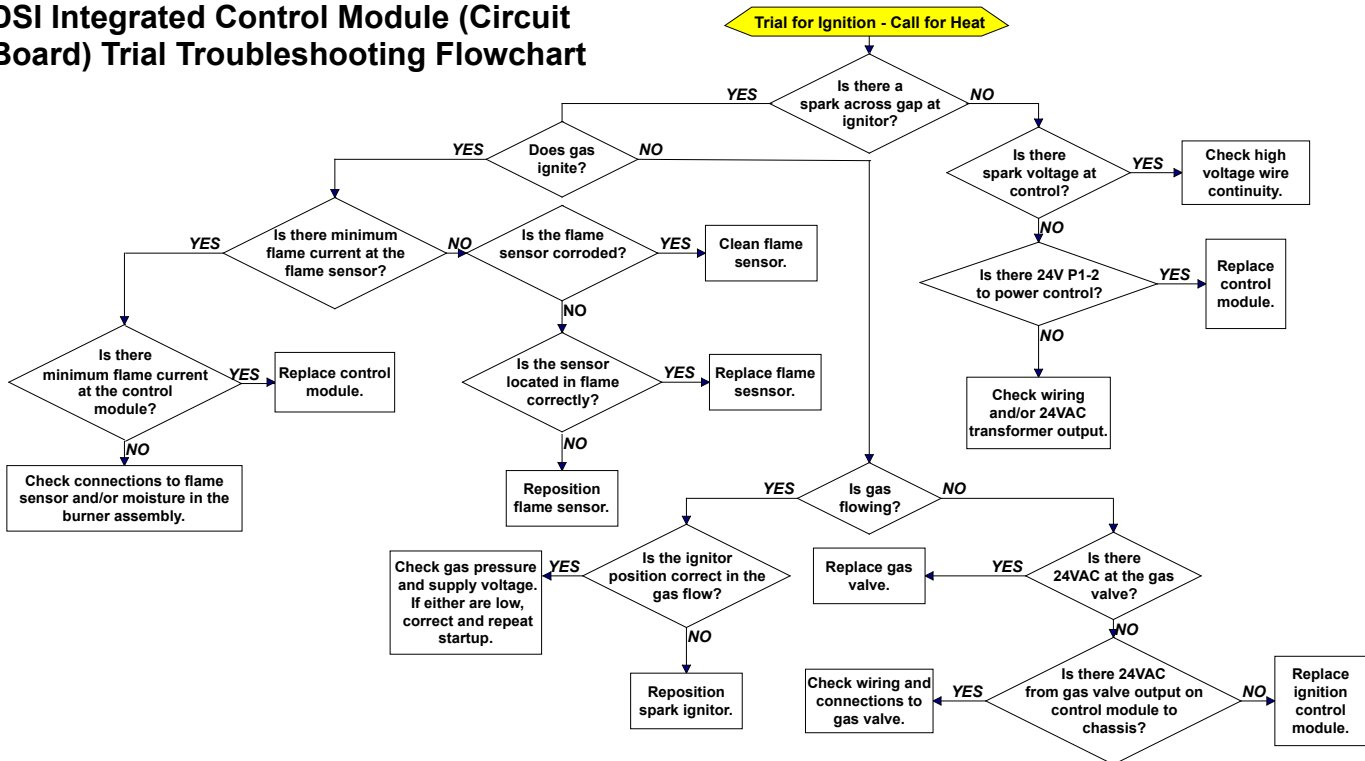 DSI Integrated Control Module (Circuit
Board) Trial Troubleshooting Flowchart
Trial for Ignition - Call for Heat
Is there a
spark across gap at
ignitor?
YES
NO
Does gas
ignite?
YES
NO
Is there
spark voltage at
control?
YES
Check high
voltage wire
continuity.
NO
Is there minimum
flame current at the
flame sensor?
YES
NO
Is the flame
sensor corroded?
YES
Clean flame
sensor.
NO
Is there 24V P1-2
to power control?
YES
Replace
control
module.
NO
Is there
minimum flame current
at the control
module?
YES
Replace control
module.
NO
Is the sensor
located in flame
correctly?
YES
Replace flame
sesnsor.
NO
Check wiring
and/or 24VAC
transformer output.
Check connections to flame
sensor and/or moisture in the
burner assembly.
Reposition
flame sensor.
Is gas
flowing?
YES
NO
Check gas pressure
and supply voltage.
If either are low,
correct and repeat
startup.
YES
Is the ignitor
position correct in the
gas flow?
NO
Replace gas
valve.
YES
Is there
24VAC at the gas
valve?
NO
Reposition
spark ignitor.
Check wiring and
connections to
gas valve.
YES
Is there 24VAC
from gas valve output on
control module to
chassis?
NO
Replace
ignition
control
module.